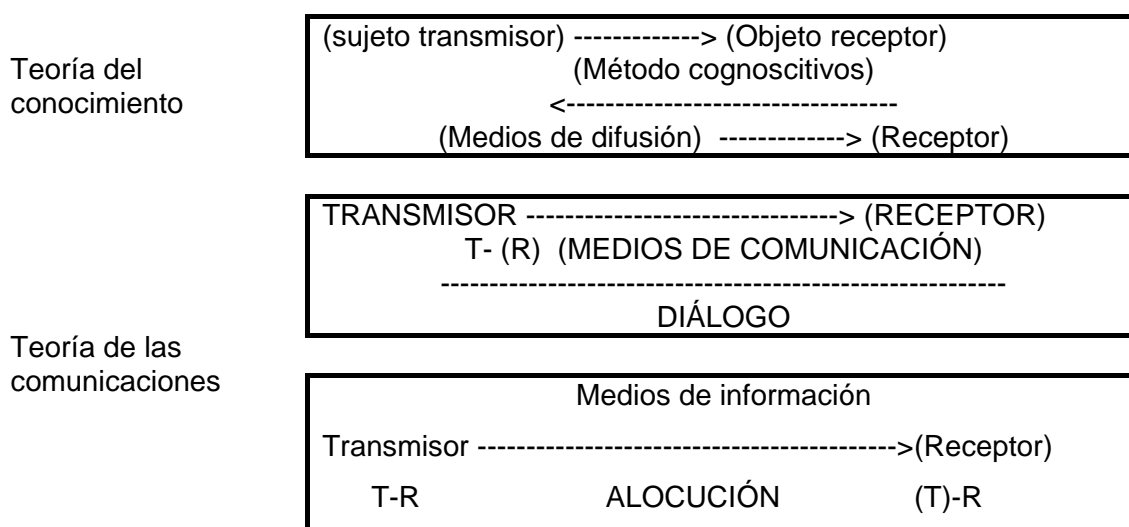 Teoría del
conocimiento
(sujeto transmisor) -------------> (Objeto receptor)
(Método cognoscitivos)
<----------------------------------
(Medios de difusión) -------------> (Receptor)
Teoría de las
comunicaciones
TRANSMISOR --------------------------------> (RECEPTOR)
T- (R) (MEDIOS DE COMUNICACIÓN)
----------------------------------------------------------
DIÁLOGO
Medios de información
Transmisor ------------------------------------------->(Receptor)
T-R ALOCUCIÓN (T)-R